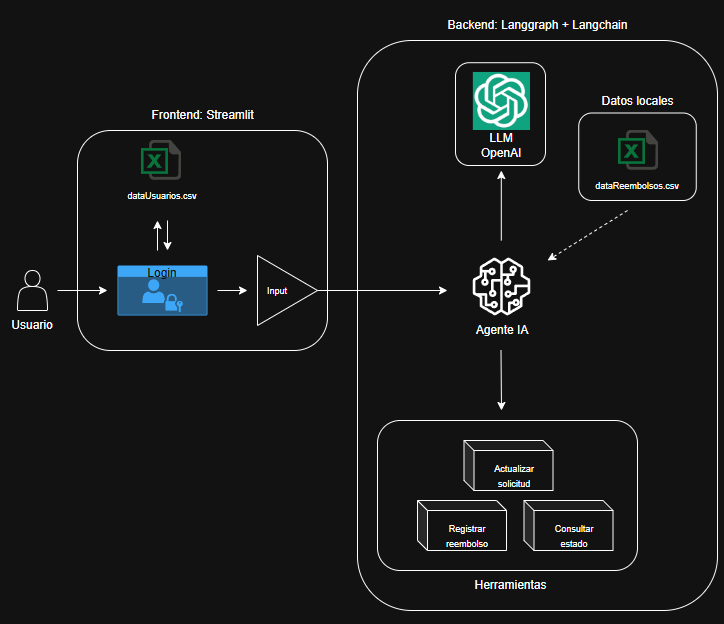 Backend: Langgraph + Langchain
Frontend: Streamlit
LLM
OpenAI
Datos locales
dataUsuarios.csv
dataReembolsos.csv
Login
Input
Usuario
Agente IA
Actualizar
solicitud
Registrar
reembolso
Consultar
estado
Herramientas